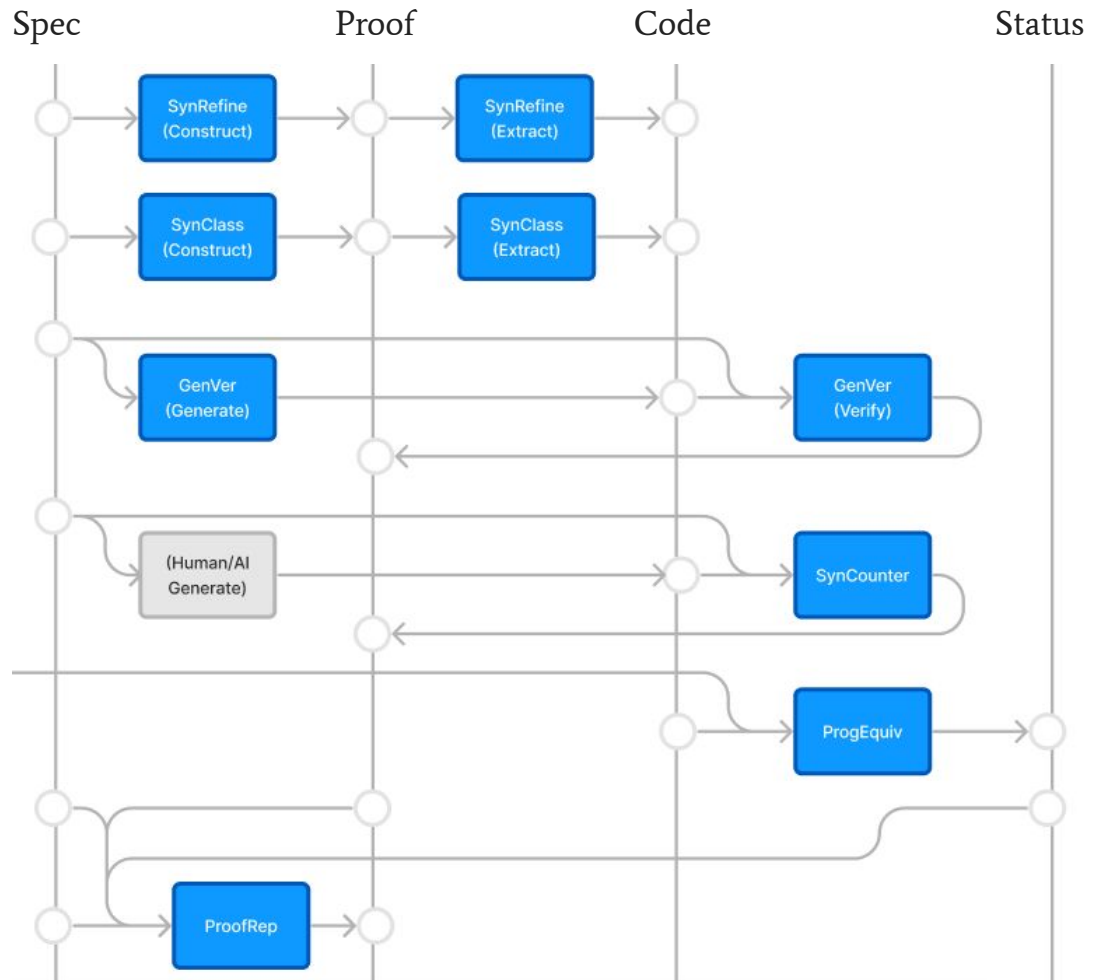 Spec Proof Code Status
SynRefine
(Construct)
SynRefine
(Extract)
SynClass
(Construct)
SynClass
(Extract)
GenVer
(Generate)
GenVer
(Verify)
(Human/AI
Generate)
SynCounter
ProgEquiv
ProofRep